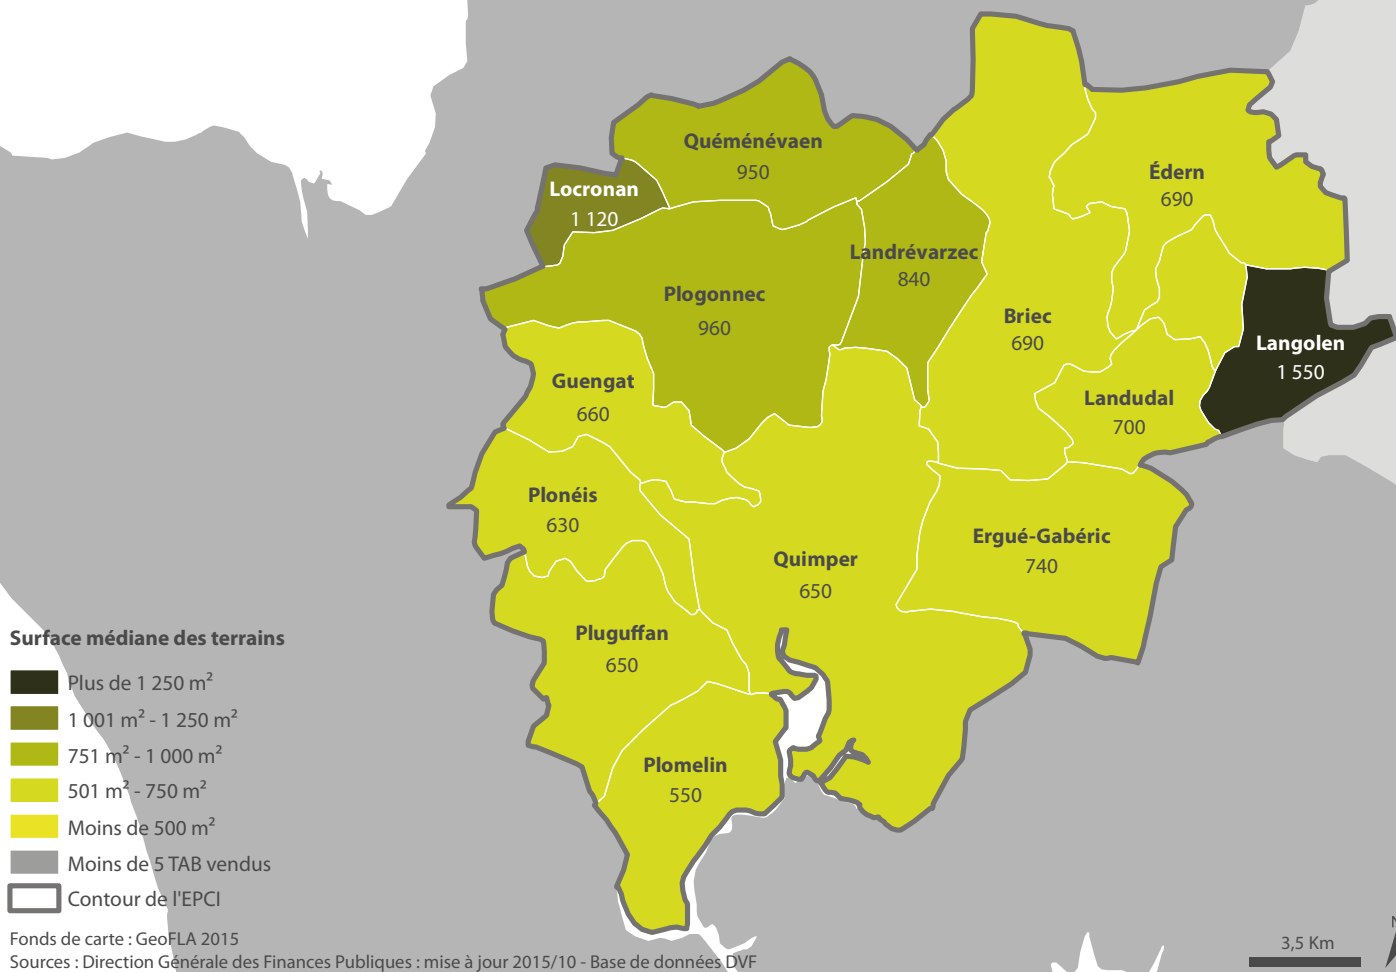 Quéménévaen
950
Édern
690
Locronan
1 120
Landrévarzec
840
Plogonnec
960
Briec
690
Langolen
1 550
Guengat
660
Landudal
700
Plonéis
630
Ergué-Gabéric
740
Quimper
650
Pluguffan
650
Plomelin
550
Surface médiane des terrains
Plus de 1 250 m²
1 001 m² - 1 250 m²
751 m² - 1 000 m²
501 m² - 750 m²
Moins de 500 m²
Moins de 5 TAB vendus
Contour de l'EPCI
Fonds de carte : GeoFLA 2015
Sources : Direction Générale des Finances Publiques : mise à jour 2015/10 - Base de données DVF
3,5 Km